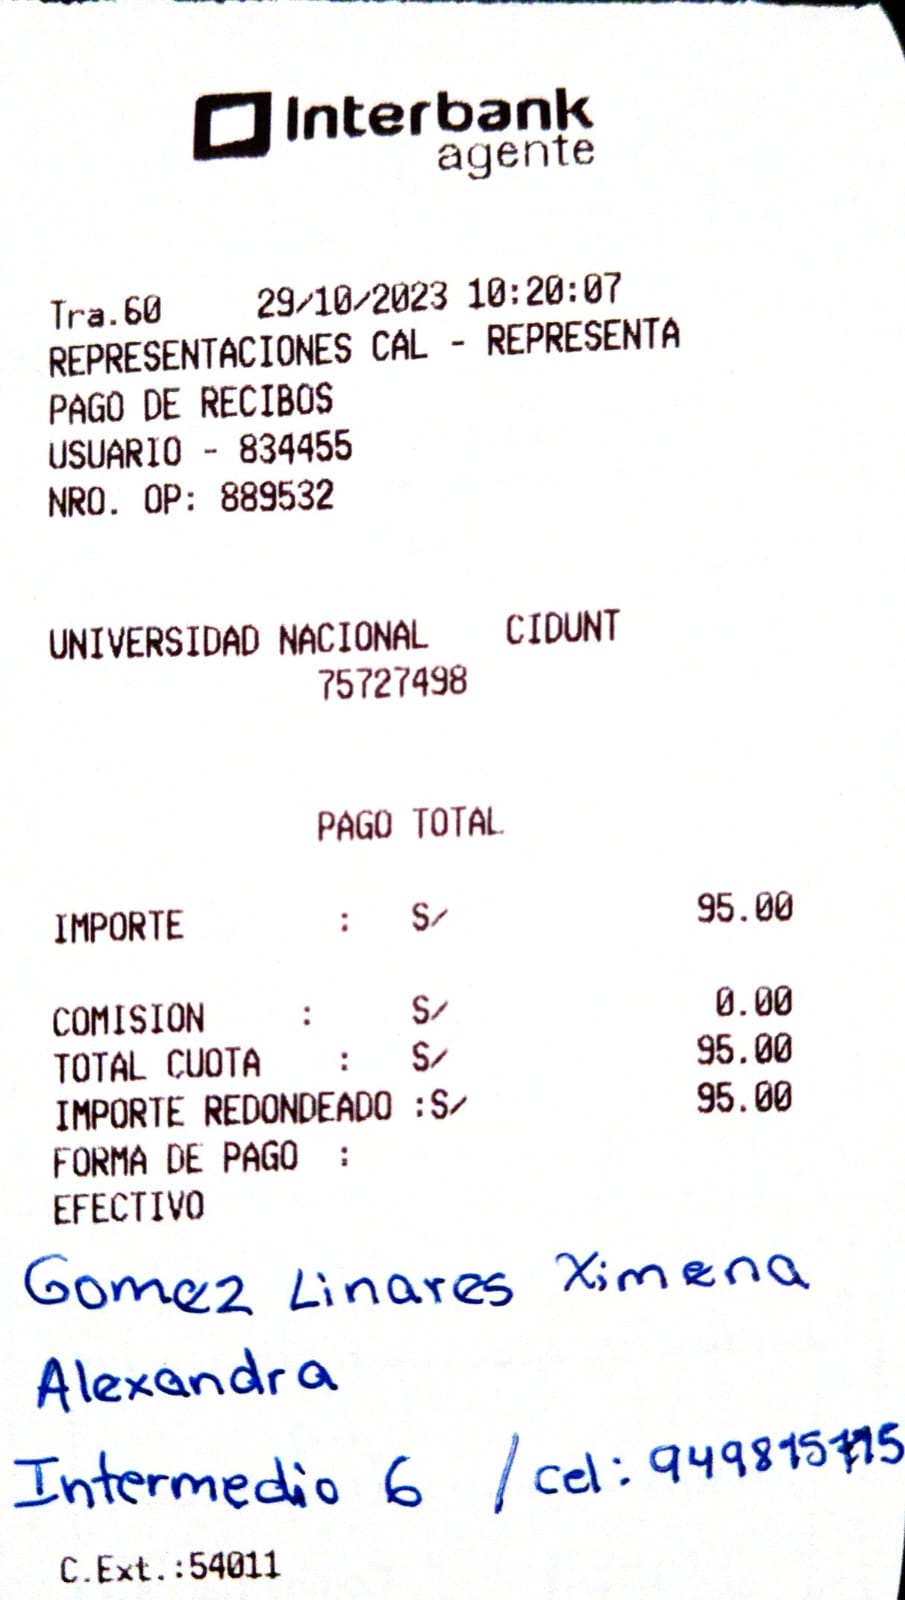 Interbank
agente
Tra.60 29/10/2023 10:20:07
REPRESENTACIONES CAL - REPRESENTA
PAGO DE RECIBOS
USUARIO - 834455
NRO. OP: 889532
UNIVERSIDAD NACIONAL CIDUNT
75727498
PAGO TOTAL
IMPORTE : S/ 95.00
COMISION : S/ 0.00
TOTAL CUOTA : S/ 95.00
IMPORTE REDONDEADO :S/ 95.00
FORMA DE PAGO :
EFECTIVO
Gomez Linares Ximena
Alexandra
Intermedio 6 / cel:
C.Ext.:54011